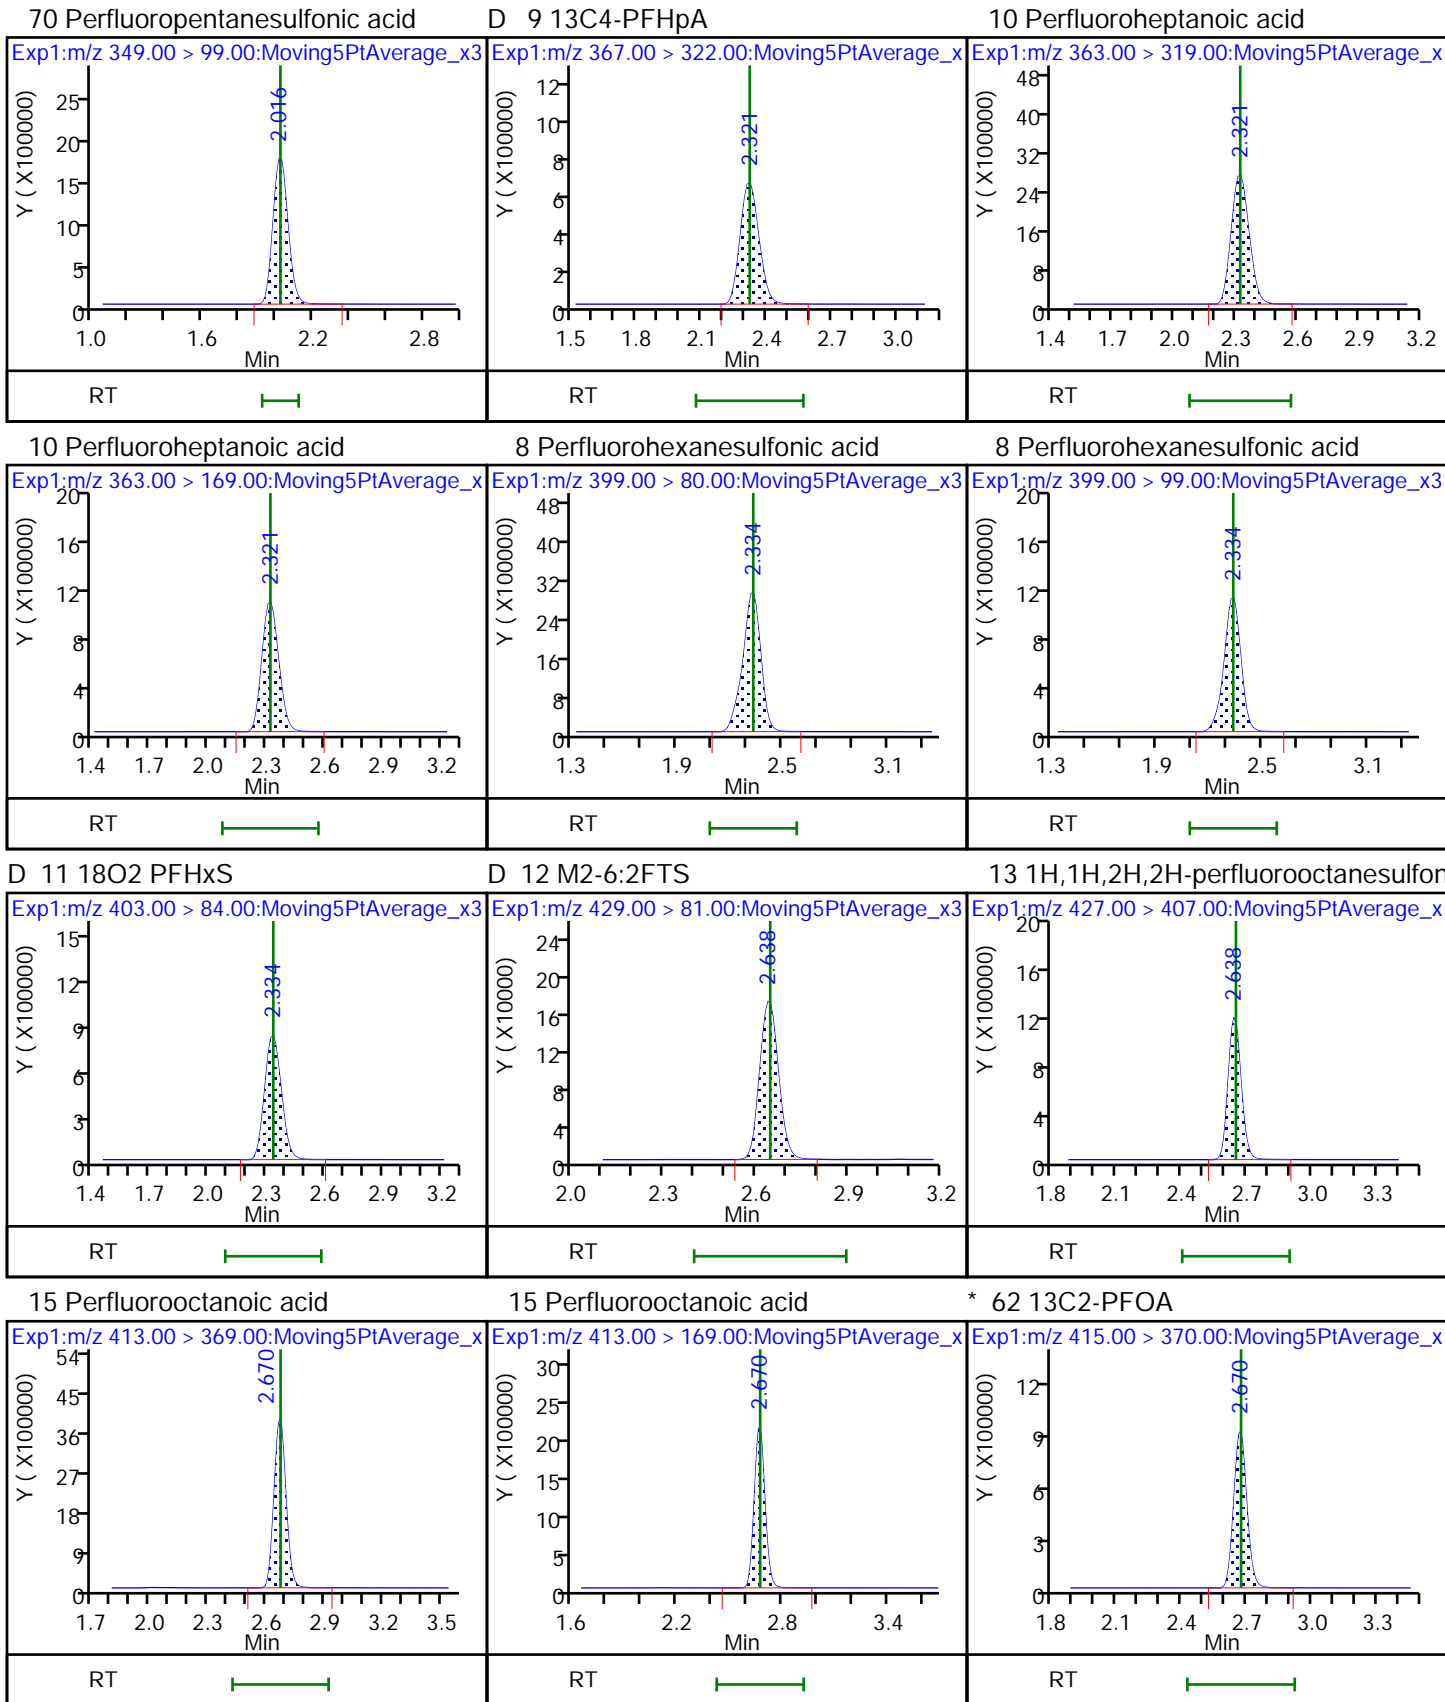 70 Perfluoropentanesulfonic acid
Exp1:m/z 349.00 > 99.00:Moving5PtAverage_x3
Y ( X100000)
25
20
15
10
5
0
2.016
1.0 1.6 2.2 2.8
Min
RT
D 9 13C4-PFHpA
Exp1:m/z 367.00 > 322.00:Moving5PtAverage_x
Y ( X100000)
12
10
8
6
4
2
0
2.321
1.5 1.8 2.1 2.4 2.7 3.0
Min
RT
10 Perfluoroheptanoic acid
Exp1:m/z 363.00 > 319.00:Moving5PtAverage_x
Y ( X100000)
48
40
32
24
16
8
0
2.321
1.4 1.7 2.0 2.3 2.6 2.9 3.2
Min
RT
10 Perfluoroheptanoic acid
Exp1:m/z 363.00 > 169.00:Moving5PtAverage_x
Y ( X100000)
20
16
12
8
4
0
2.321
1.4 1.7 2.0 2.3 2.6 2.9 3.2
Min
RT
8 Perfluorohexanesulfonic acid
Exp1:m/z 399.00 > 80.00:Moving5PtAverage_x3
Y ( X100000)
48
40
32
24
16
8
0
2.334
1.3 1.9 2.5 3.1
Min
RT
8 Perfluorohexanesulfonic acid
Exp1:m/z 399.00 > 99.00:Moving5PtAverage_x3
Y ( X100000)
20
16
12
8
4
0
2.334
1.3 1.9 2.5 3.1
Min
RT
D 11 18O2 PFHxS
Exp1:m/z 403.00 > 84.00:Moving5PtAverage_x3
Y ( X100000)
15
12
9
6
3
0
2.334
1.4 1.7 2.0 2.3 2.6 2.9 3.2
Min
RT
D 12 M2-6:2FTS
Exp1:m/z 429.00 > 81.00:Moving5PtAverage_x3
Y ( X100000)
24
20
16
12
8
4
0
2.638
2.0 2.3 2.6 2.9 3.2
Min
RT
13 1H,1H,2H,2H-perfluorooctanesulfon
Exp1:m/z 427.00 > 407.00:Moving5PtAverage_x
Y ( X100000)
20
16
12
8
4
0
2.638
1.8 2.1 2.4 2.7 3.0 3.3
Min
RT
15 Perfluorooctanoic acid
Exp1:m/z 413.00 > 369.00:Moving5PtAverage_x
Y ( X100000)
54
45
36
27
18
9
0
2.670
1.7 2.0 2.3 2.6 2.9 3.2 3.5
Min
RT
15 Perfluorooctanoic acid
Exp1:m/z 413.00 > 169.00:Moving5PtAverage_x
Y ( X100000)
30
25
20
15
10
5
0
2.670
1.6 2.2 2.8 3.4
Min
RT
* 62 13C2-PFOA
Exp1:m/z 415.00 > 370.00:Moving5PtAverage_x
Y ( X100000)
12
9
6
3
0
2.670
1.8 2.1 2.4 2.7 3.0 3.3
Min
RT